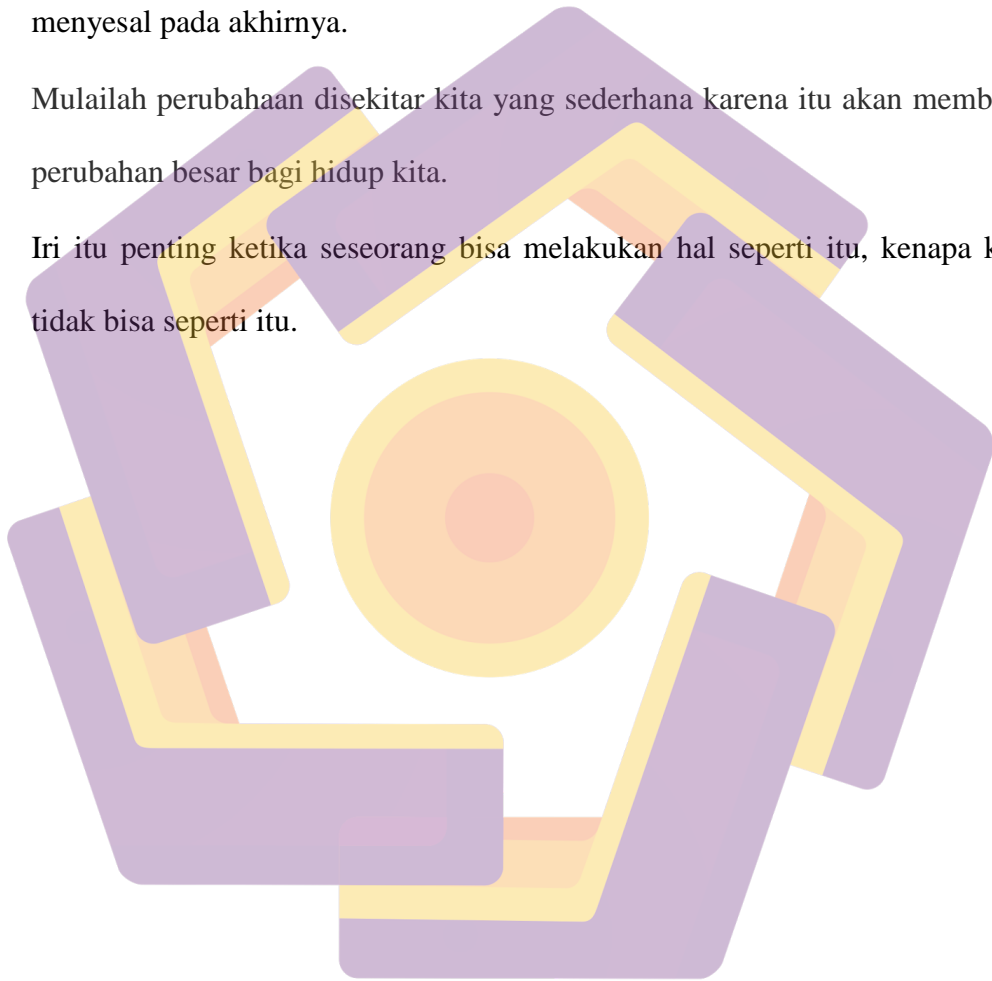 menyesal pada akhirnya.
Mulailah perubahaan disekitar kita yang sederhana karena itu akan memb
perubahan besar bagi hidup kita.
Iri itu penting ketika seseorang bisa melakukan hal seperti itu, kenapa k
tidak bisa seperti itu.